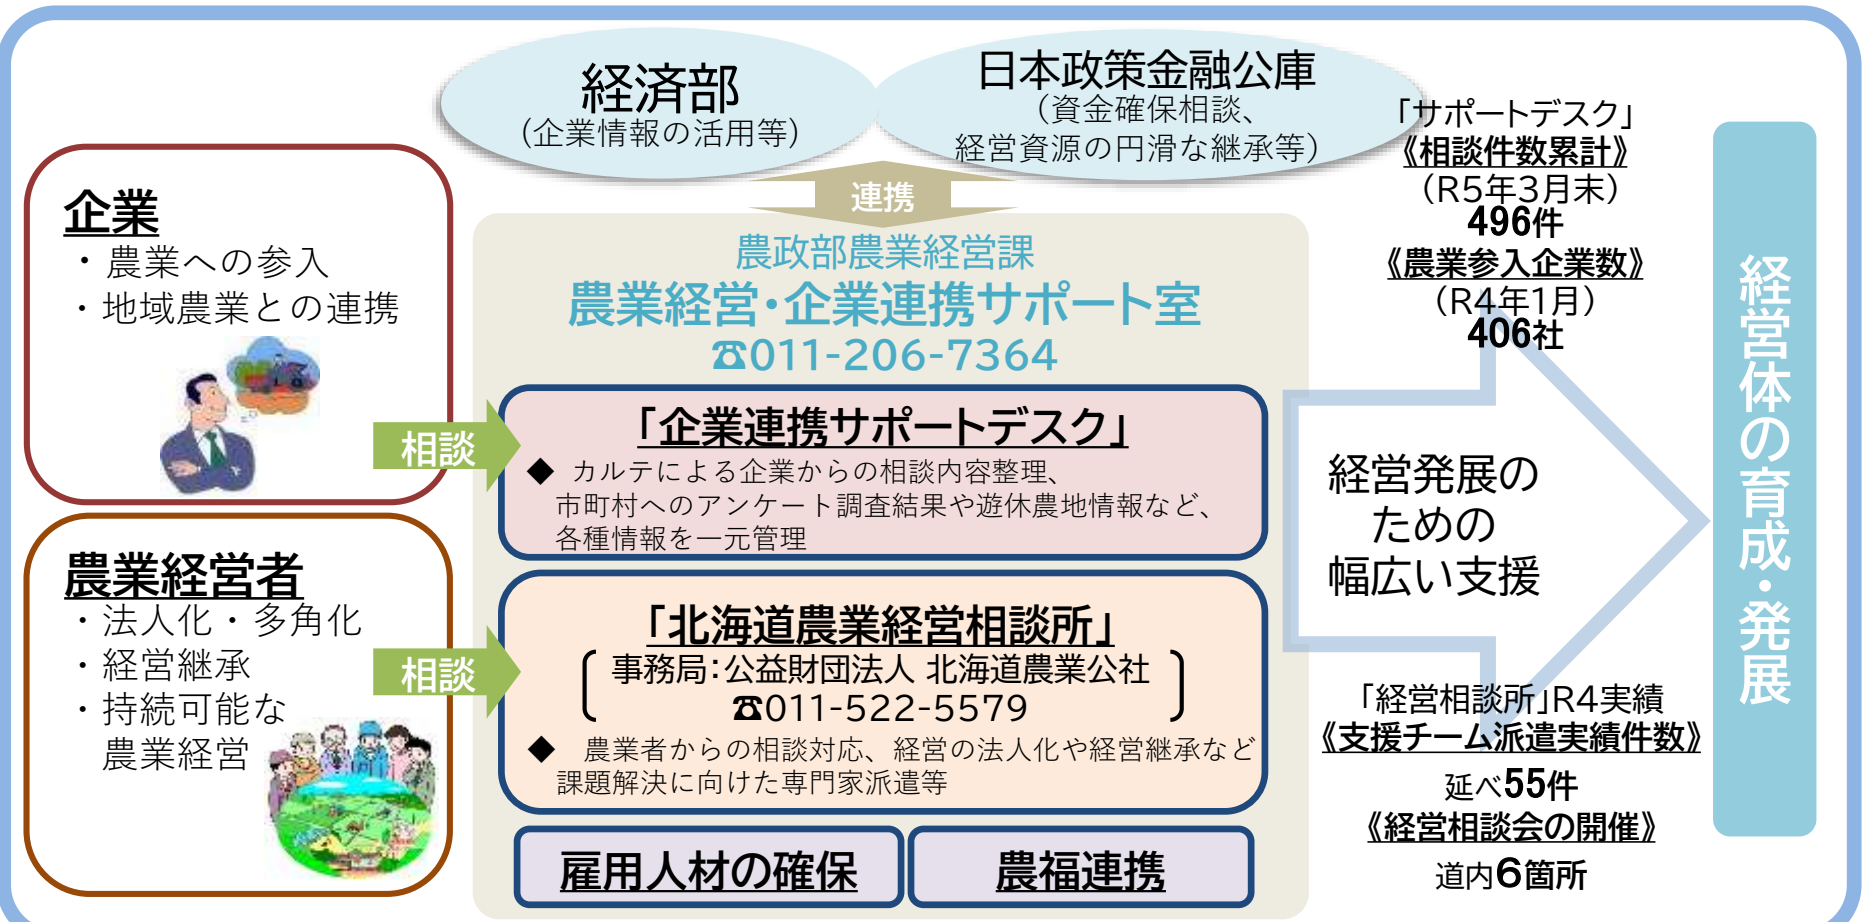 経済部
(企業情報の活用等)
日本政策金融公庫
(資金確保相談、
経営資源の円滑な継承等)
連携
企業
・農業への参入
・地域農業との連携
相談
農業経営者
・法人化・多角化
・経営継承
・持続可能な
農業経営
相談
農政部農業経営課
農業経営・企業連携サポート室
☎011-206-7364
「企業連携サポートデスク」
◆ カルテによる企業からの相談内容整理、
市町村へのアンケート調査結果や遊休農地情報など、
各種情報を一元管理
「北海道農業経営相談所」
事務局：公益財団法人 北海道農業公社
☎011-522-5579
◆ 農業者からの相談対応、経営の法人化や経営継承など
課題解決に向けた専門家派遣等
雇用人材の確保
農福連携
「サポートデスク」
《相談件数累計》
(R5年3月末)
496件
《農業参入企業数》
(R4年1月)
406社
経営発展の
ための
幅広い支援
「経営相談所」R4実績
《支援チーム派遣実績件数》
延べ55件
《経営相談会の開催》
道内6箇所
経営体の育成・発展